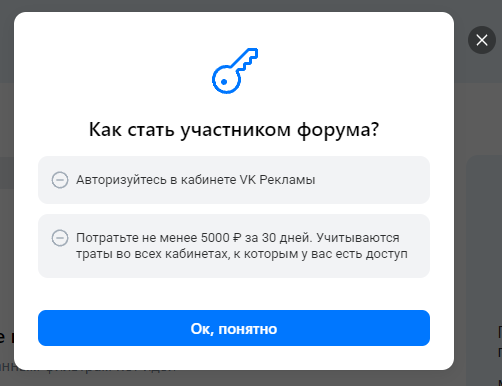 Как стать участником форума?
Авторизуйтесь в кабинете VK Рекламы
Потратьте не менее 5000 ₽ за 30 дней. Учитываются
траты во всех кабинетах, к которым у вас есть доступ
Ок, понятно